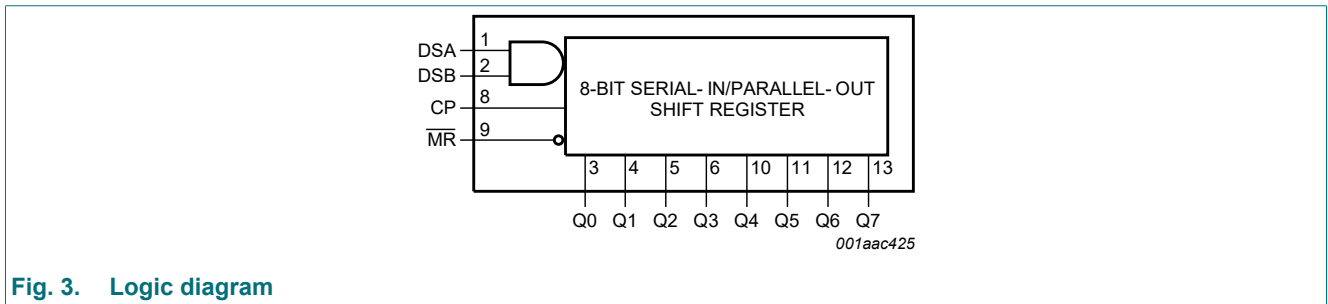 DSA 1
DSB 2
CP 8
MR 9
8-BIT SERIAL- IN/PARALLEL- OUT
SHIFT REGISTER
3 4 5 6 10 11 12 13
Q0 Q1 Q2 Q3 Q4 Q5 Q6 Q7
001aac425
Fig. 3. Logic diagram